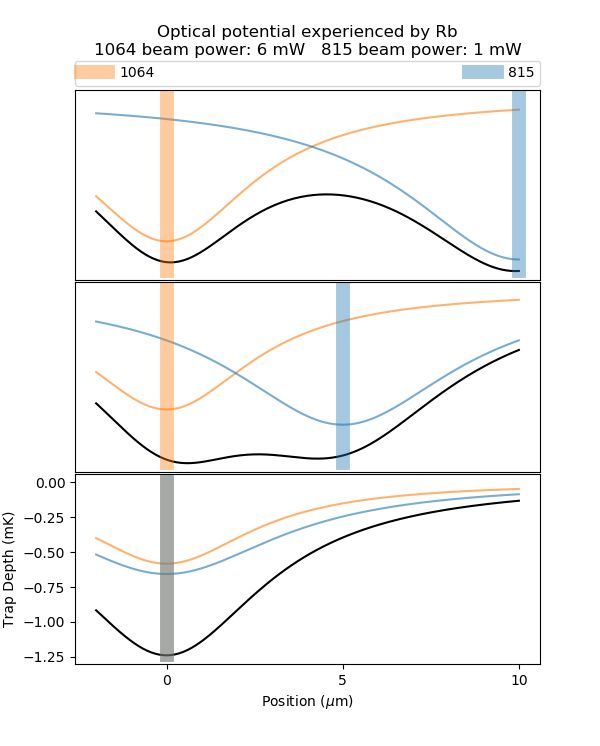 Optical potential experienced by Rb
1064 beam power: 6 mW   815 beam power: 1 mW
1064
815
0.00
−0.25
−0.50
−0.75
−1.00
−1.25
Trap Depth (mK)
0
5
10
Position (μm)